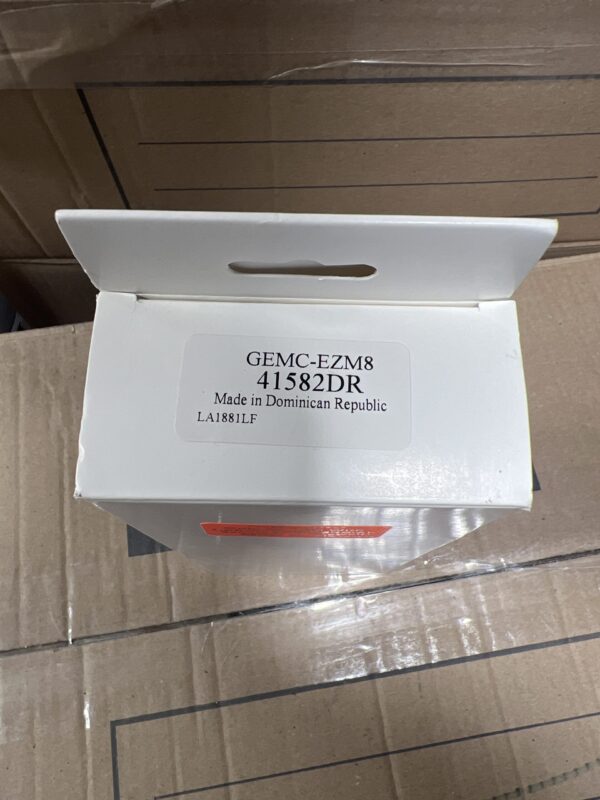 GEMC-EZM8
41582DR
Made in Dominican Republic
LA1881LF